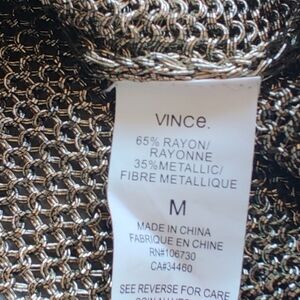 VINCE.
65% RAYON/
RAYONNE
35%METALLIC/
FIBRE METALLIQUE
M
MADE IN CHINA
FABRIQUE EN CHINE
RN#106730
CA#34460
SEE REVERSE FOR CARE